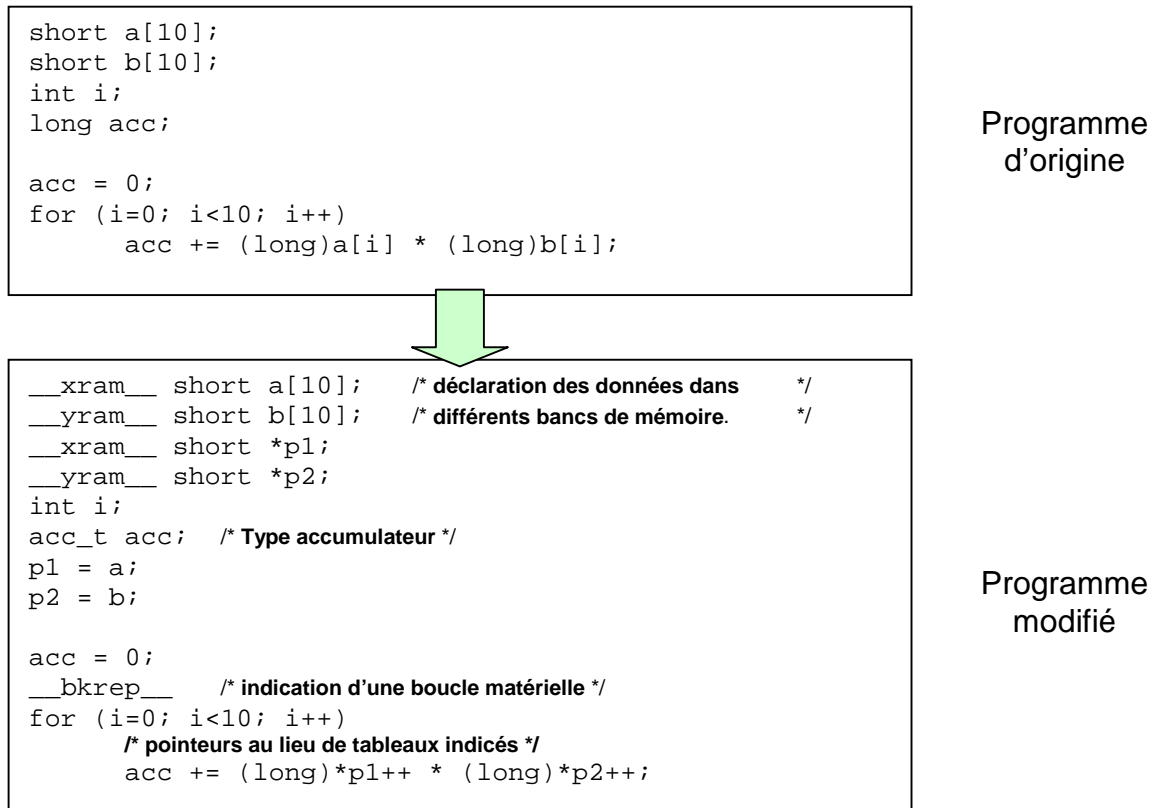 short a[10];
short b[10];
int i;
long acc;
acc = 0;
for (i=0; i<10; i++)
acc += (long)a[i] * (long)b[i];
Programme
d'origine
__xram__ short a[10];   /* déclaration des données dans */
__yram__ short b[10];   /* différents bancs de mémoire. */
__xram__ short *p1;
__yram__ short *p2;
int i;
acc_t acc;   /* Type accumulateur */
p1 = a;
p2 = b;
acc = 0;
__bkrep__   /* indication d'une boucle matérielle */
for (i=0; i<10; i++)
/* pointeurs au lieu de tableaux indicés */
acc += (long)*p1++ * (long)*p2++;
Programme
modifié